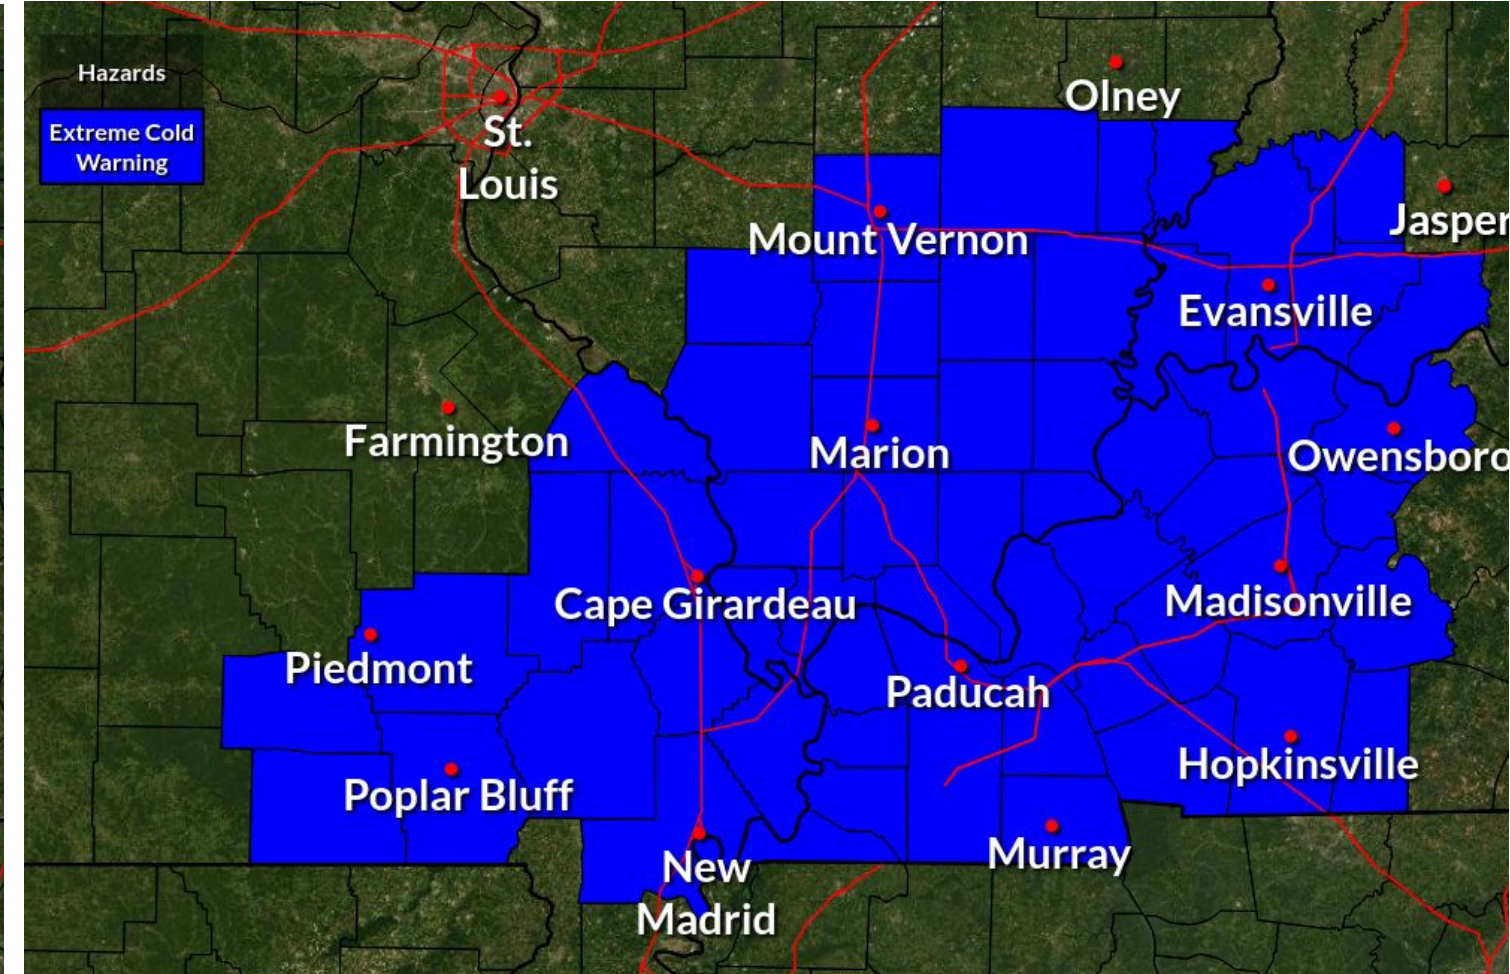 Hazards
Extreme Cold
Warning
Olney
St.
Louis
Jasper
Mount Vernon
Evansville
Farmington
Marion
Owensboro
Cape Girardeau
Madisonville
Piedmont
Paducah
Hopkinsville
Poplar Bluff
Murray
New
Madrid